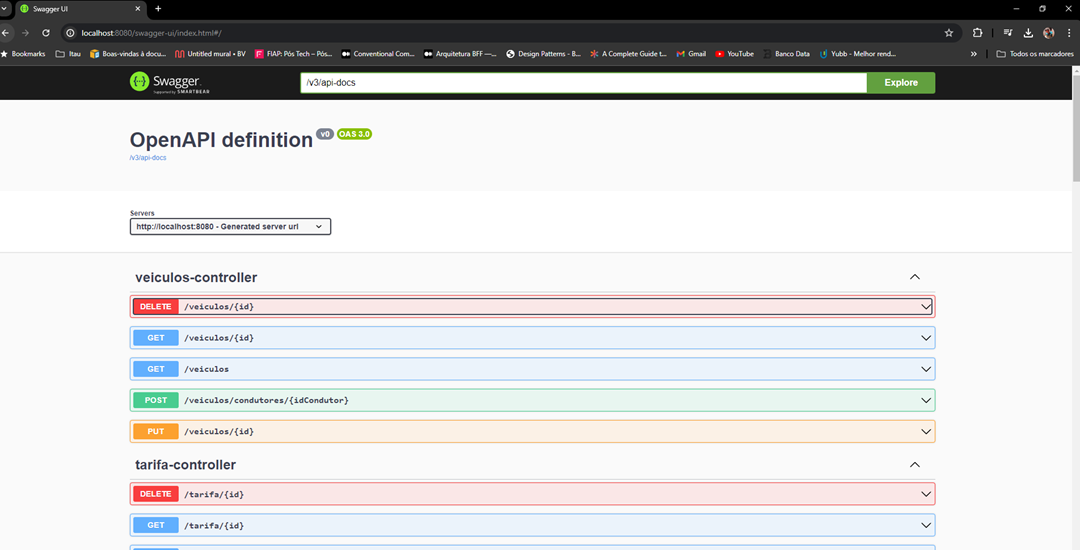 Swagger UI
localhost:8080/swagger-ui/index.html#/
Bookmarks Itau Boas-vindas à docu... Untitled mural • BV FIAP: Pós Tech – Pós... Conventional Com... Arquitetura BFF —... Design Patterns - B... A Complete Guide t... Gmail YouTube Banco Data Yubb - Melhor rend... » Todos os marcadores
Swagger
Supported by SMARTBEAR
/v3/api-docs
Explore
OpenAPI definition v0 OAS 3.0
/v3/api-docs
Servers
http://localhost:8080 - Generated server url
veiculos-controller
DELETE /veiculos/{id}
GET /veiculos/{id}
GET /veiculos
POST /veiculos/condutores/{idCondutor}
PUT /veiculos/{id}
tarifa-controller
DELETE /tarifa/{id}
GET /tarifa/{id}